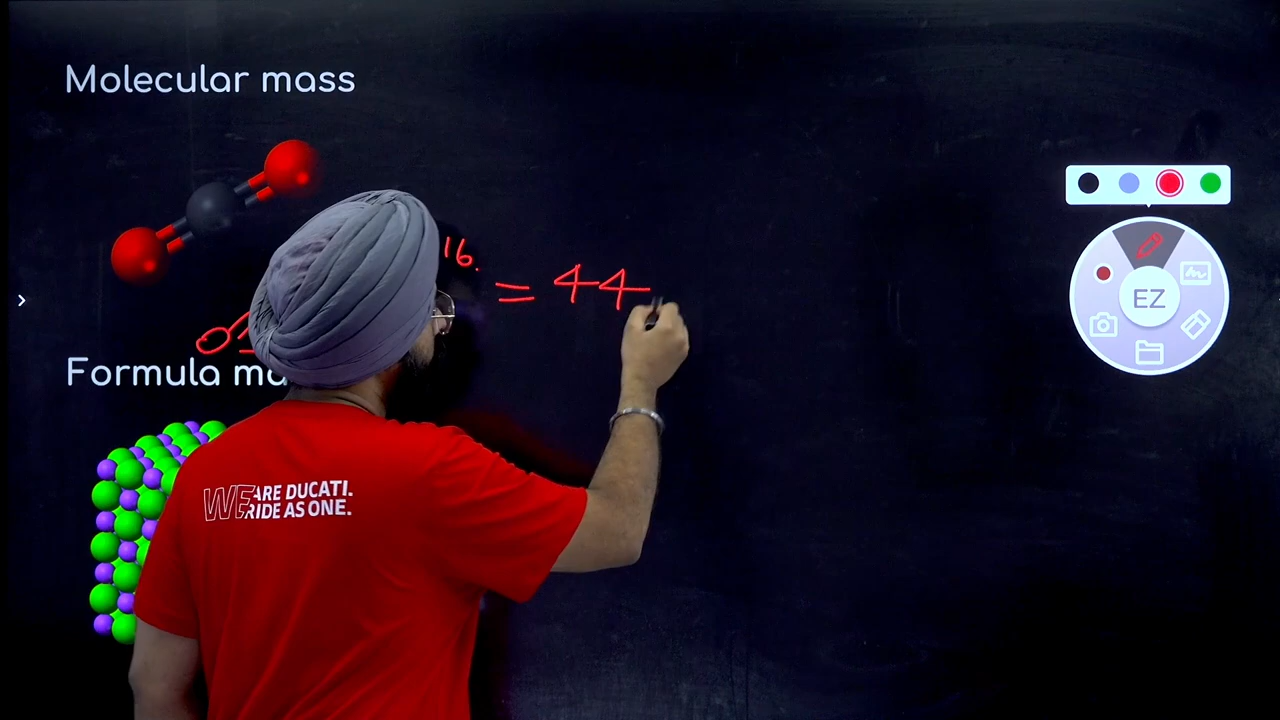 Molecular mass
16.
= 44
Formula ma
WE ARE DUCATI.
RIDE AS ONE.
EZ